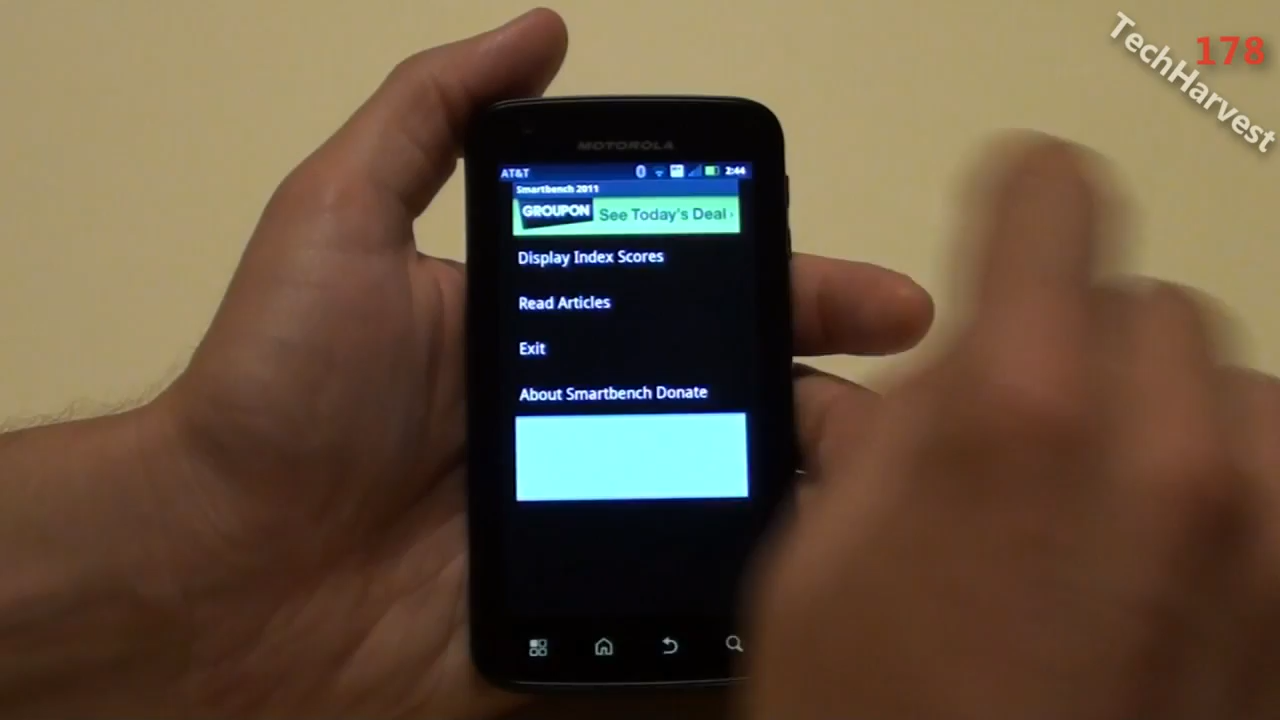 178
TechHarvest
MOTOROLA
AT&T 2:44
Smartbench 2011
GROUPON See Today's Deal ›
Display Index Scores
Read Articles
Exit
About Smartbench Donate